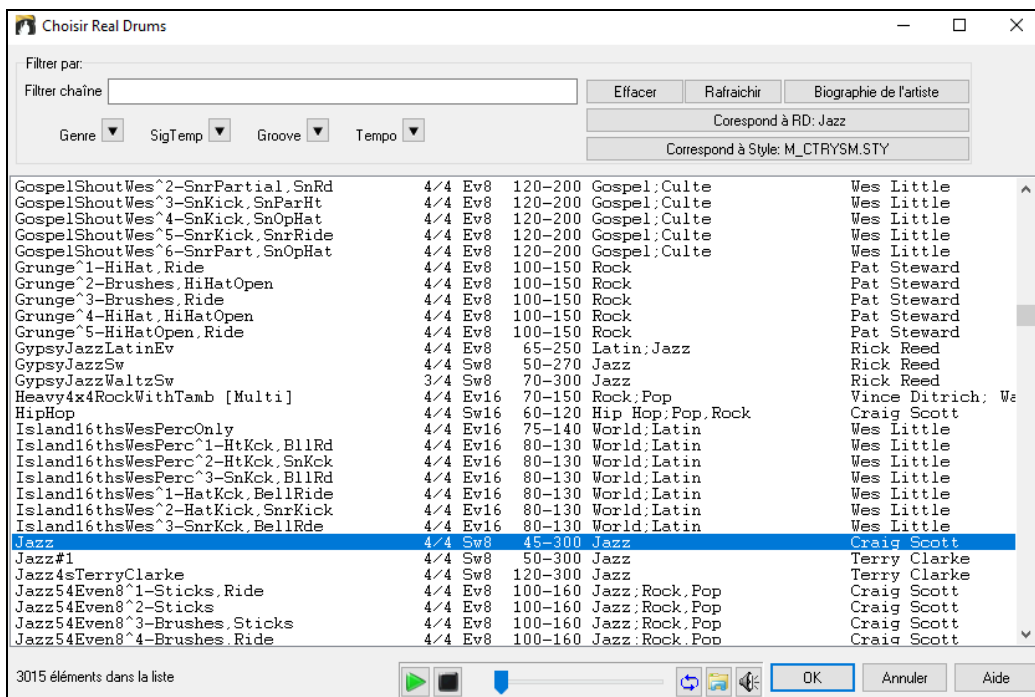 Choisir Real Drums
Filtrer par:
Filtrer chaîne
Effacer Rafraichir Biographie de l'artiste
Corespond à RD: Jazz
Genre SigTemp Groove Tempo
Correspond à Style: M_CTRYSM.STY
GospelShoutWes^2-SnrPartial,SnRd 4/4 Ev8 120-200 Gospel;Culte Wes Little
GospelShoutWes^3-SnKick,SnParHt 4/4 Ev8 120-200 Gospel;Culte Wes Little
GospelShoutWes^4-SnKick,SnOpHat 4/4 Ev8 120-200 Gospel;Culte Wes Little
GospelShoutWes^5-SnrKick,SnrRide 4/4 Ev8 120-200 Gospel;Culte Wes Little
GospelShoutWes^6-SnrPart,SnOpHat 4/4 Ev8 120-200 Gospel;Culte Wes Little
Grunge^1-HiHat,Ride 4/4 Ev8 100-150 Rock Pat Steward
Grunge^2-Brushes,HiHatOpen 4/4 Ev8 100-150 Rock Pat Steward
Grunge^3-Brushes,Ride 4/4 Ev8 100-150 Rock Pat Steward
Grunge^4-HiHat,HiHatOpen 4/4 Ev8 100-150 Rock Pat Steward
Grunge^5-HiHatOpen,Ride 4/4 Ev8 100-150 Rock Pat Steward
GypsyJazzLatinEv 4/4 Ev8 65-250 Latin;Jazz Rick Reed
GypsyJazzSw 4/4 Sw8 50-270 Jazz Rick Reed
GypsyJazzWaltzSw 3/4 Sw8 70-300 Jazz Rick Reed
Heavy4x4RockWithTamb [Multi] 4/4 Ev16 70-150 Rock;Pop Vince Ditrich; Wa
HipHop 4/4 Sw16 60-120 Hip Hop;Pop,Rock Craig Scott
Island16thsWesPercOnly 4/4 Ev16 75-140 World;Latin Wes Little
Island16thsWesPerc^1-HtKck,BllRd 4/4 Ev16 80-130 World;Latin Wes Little
Island16thsWesPerc^2-HtKck,SnKck 4/4 Ev16 80-130 World;Latin Wes Little
Island16thsWesPerc^3-SnKck,BllRd 4/4 Ev16 80-130 World;Latin Wes Little
Island16thsWes^1-HatKck,BellRide 4/4 Ev16 80-130 World;Latin Wes Little
Island16thsWes^2-HatKick,SnrKick 4/4 Ev16 80-130 World;Latin Wes Little
Island16thsWes^3-SnrKck,BellRde 4/4 Ev16 80-130 World;Latin Wes Little
Jazz 4/4 Sw8 45-300 Jazz Craig Scott
Jazz#1 4/4 Sw8 50-300 Jazz Terry Clarke
Jazz4sTerryClarke 4/4 Sw8 120-300 Jazz Terry Clarke
Jazz54Even8^1-Sticks,Ride 4/4 Ev8 100-160 Jazz;Rock,Pop Craig Scott
Jazz54Even8^2-Sticks 4/4 Ev8 100-160 Jazz;Rock,Pop Craig Scott
Jazz54Even8^3-Brushes,Sticks 4/4 Ev8 100-160 Jazz;Rock,Pop Craig Scott
Jazz54Even8^4-Brushes,Ride 4/4 Ev8 100-160 Jazz;Rock,Pop Craig Scott
3015 éléments dans la liste OK Annuler Aide